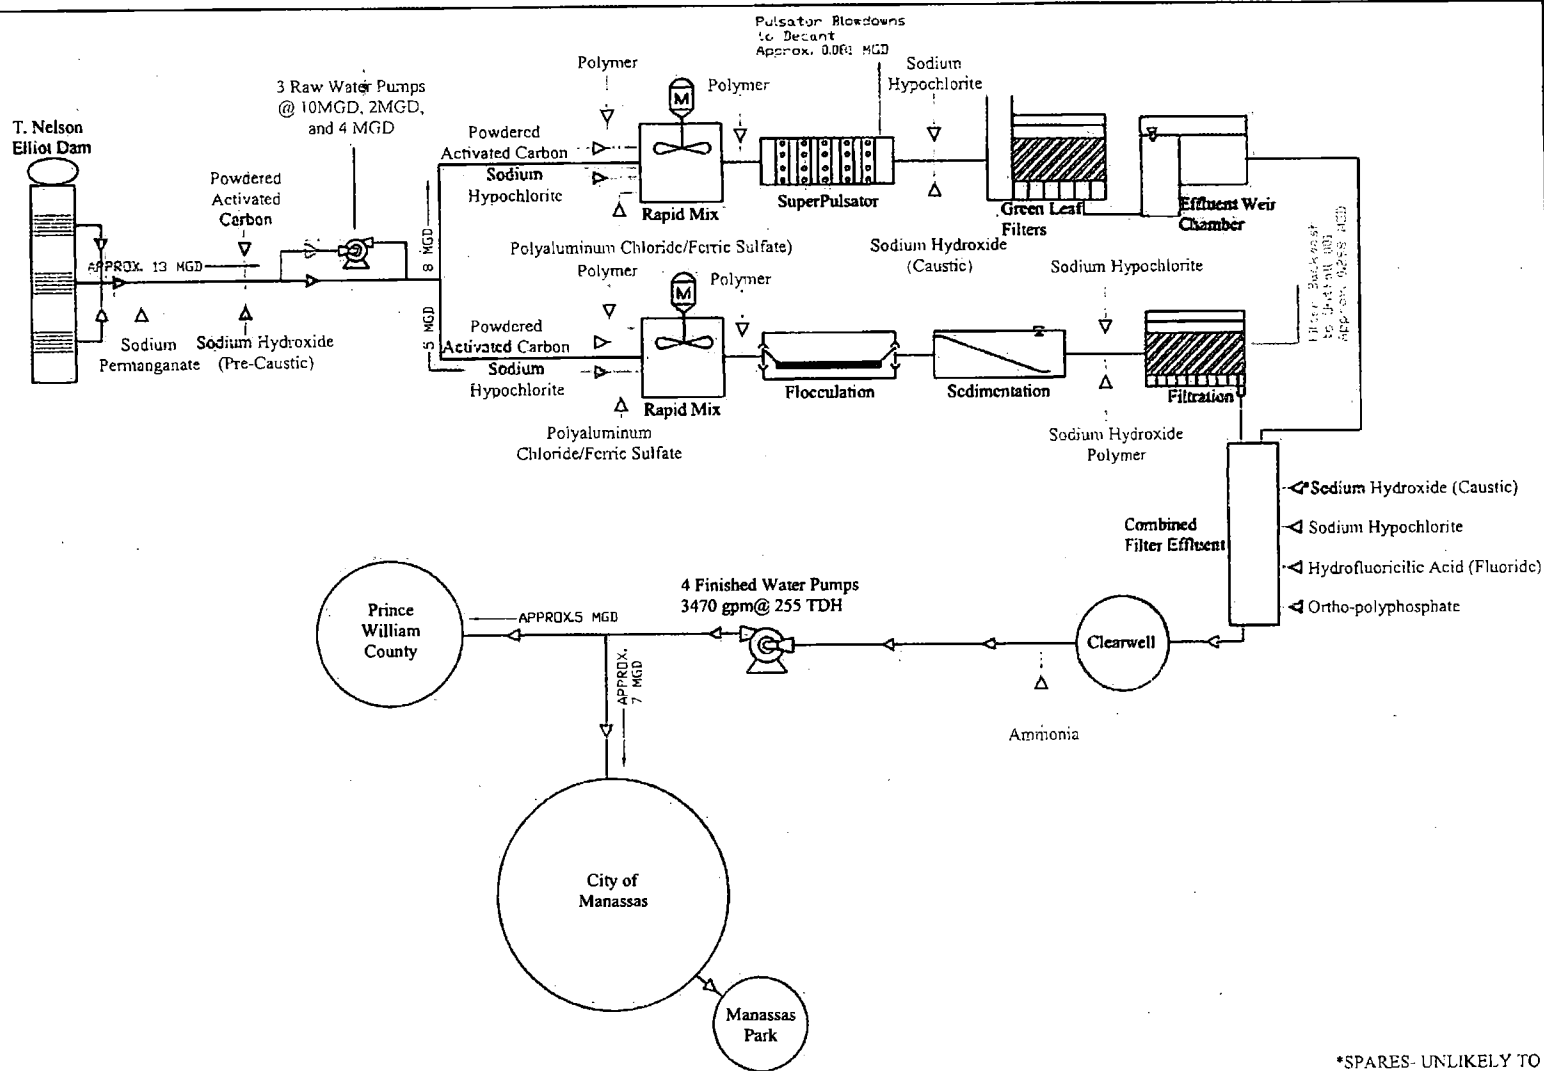 Pulsator Blowdowns
to Decant
Approx. 0.081 MGD
Polymer
Polymer
Sodium
Hypochlorite
3 Raw Water Pumps
@ 10MGD, 2MGD,
and 4 MGD
M
T. Nelson
Elliot Dam
Powdered
Activated Carbon
Sodium
Hypochlorite
Powdered
Activated
Carbon
Rapid Mix
SuperPulsator
Green Leaf
Filters
Effluent Weir
Chamber
8 MGD
Polyaluminum Chloride/Ferric Sulfate)
Sodium Hydroxide
(Caustic)
APPROX. 13 MGD
Sodium Hypochlorite
Polymer
Polymer
M
Filter Backwash
Approx. MGD
5 MGD
Powdered
Activated Carbon
Sodium
Hypochlorite
Sodium
Permanganate
Sodium Hydroxide
(Pre-Caustic)
Rapid Mix
Flocculation
Sedimentation
Filtration
Polyaluminum
Chloride/Ferric Sulfate
Sodium Hydroxide
Polymer
Sodium Hydroxide (Caustic)
Combined
Filter Effluent
Sodium Hypochlorite
Hydrofluoricilic Acid (Fluoride)
Ortho-polyphosphate
4 Finished Water Pumps
3470 gpm@ 255 TDH
Prince
William
County
APPROX.5 MGD
Clearwell
APPROX.
7 MGD
Ammonia
City of
Manassas
Manassas
Park
*SPARES- UNLIKELY TO